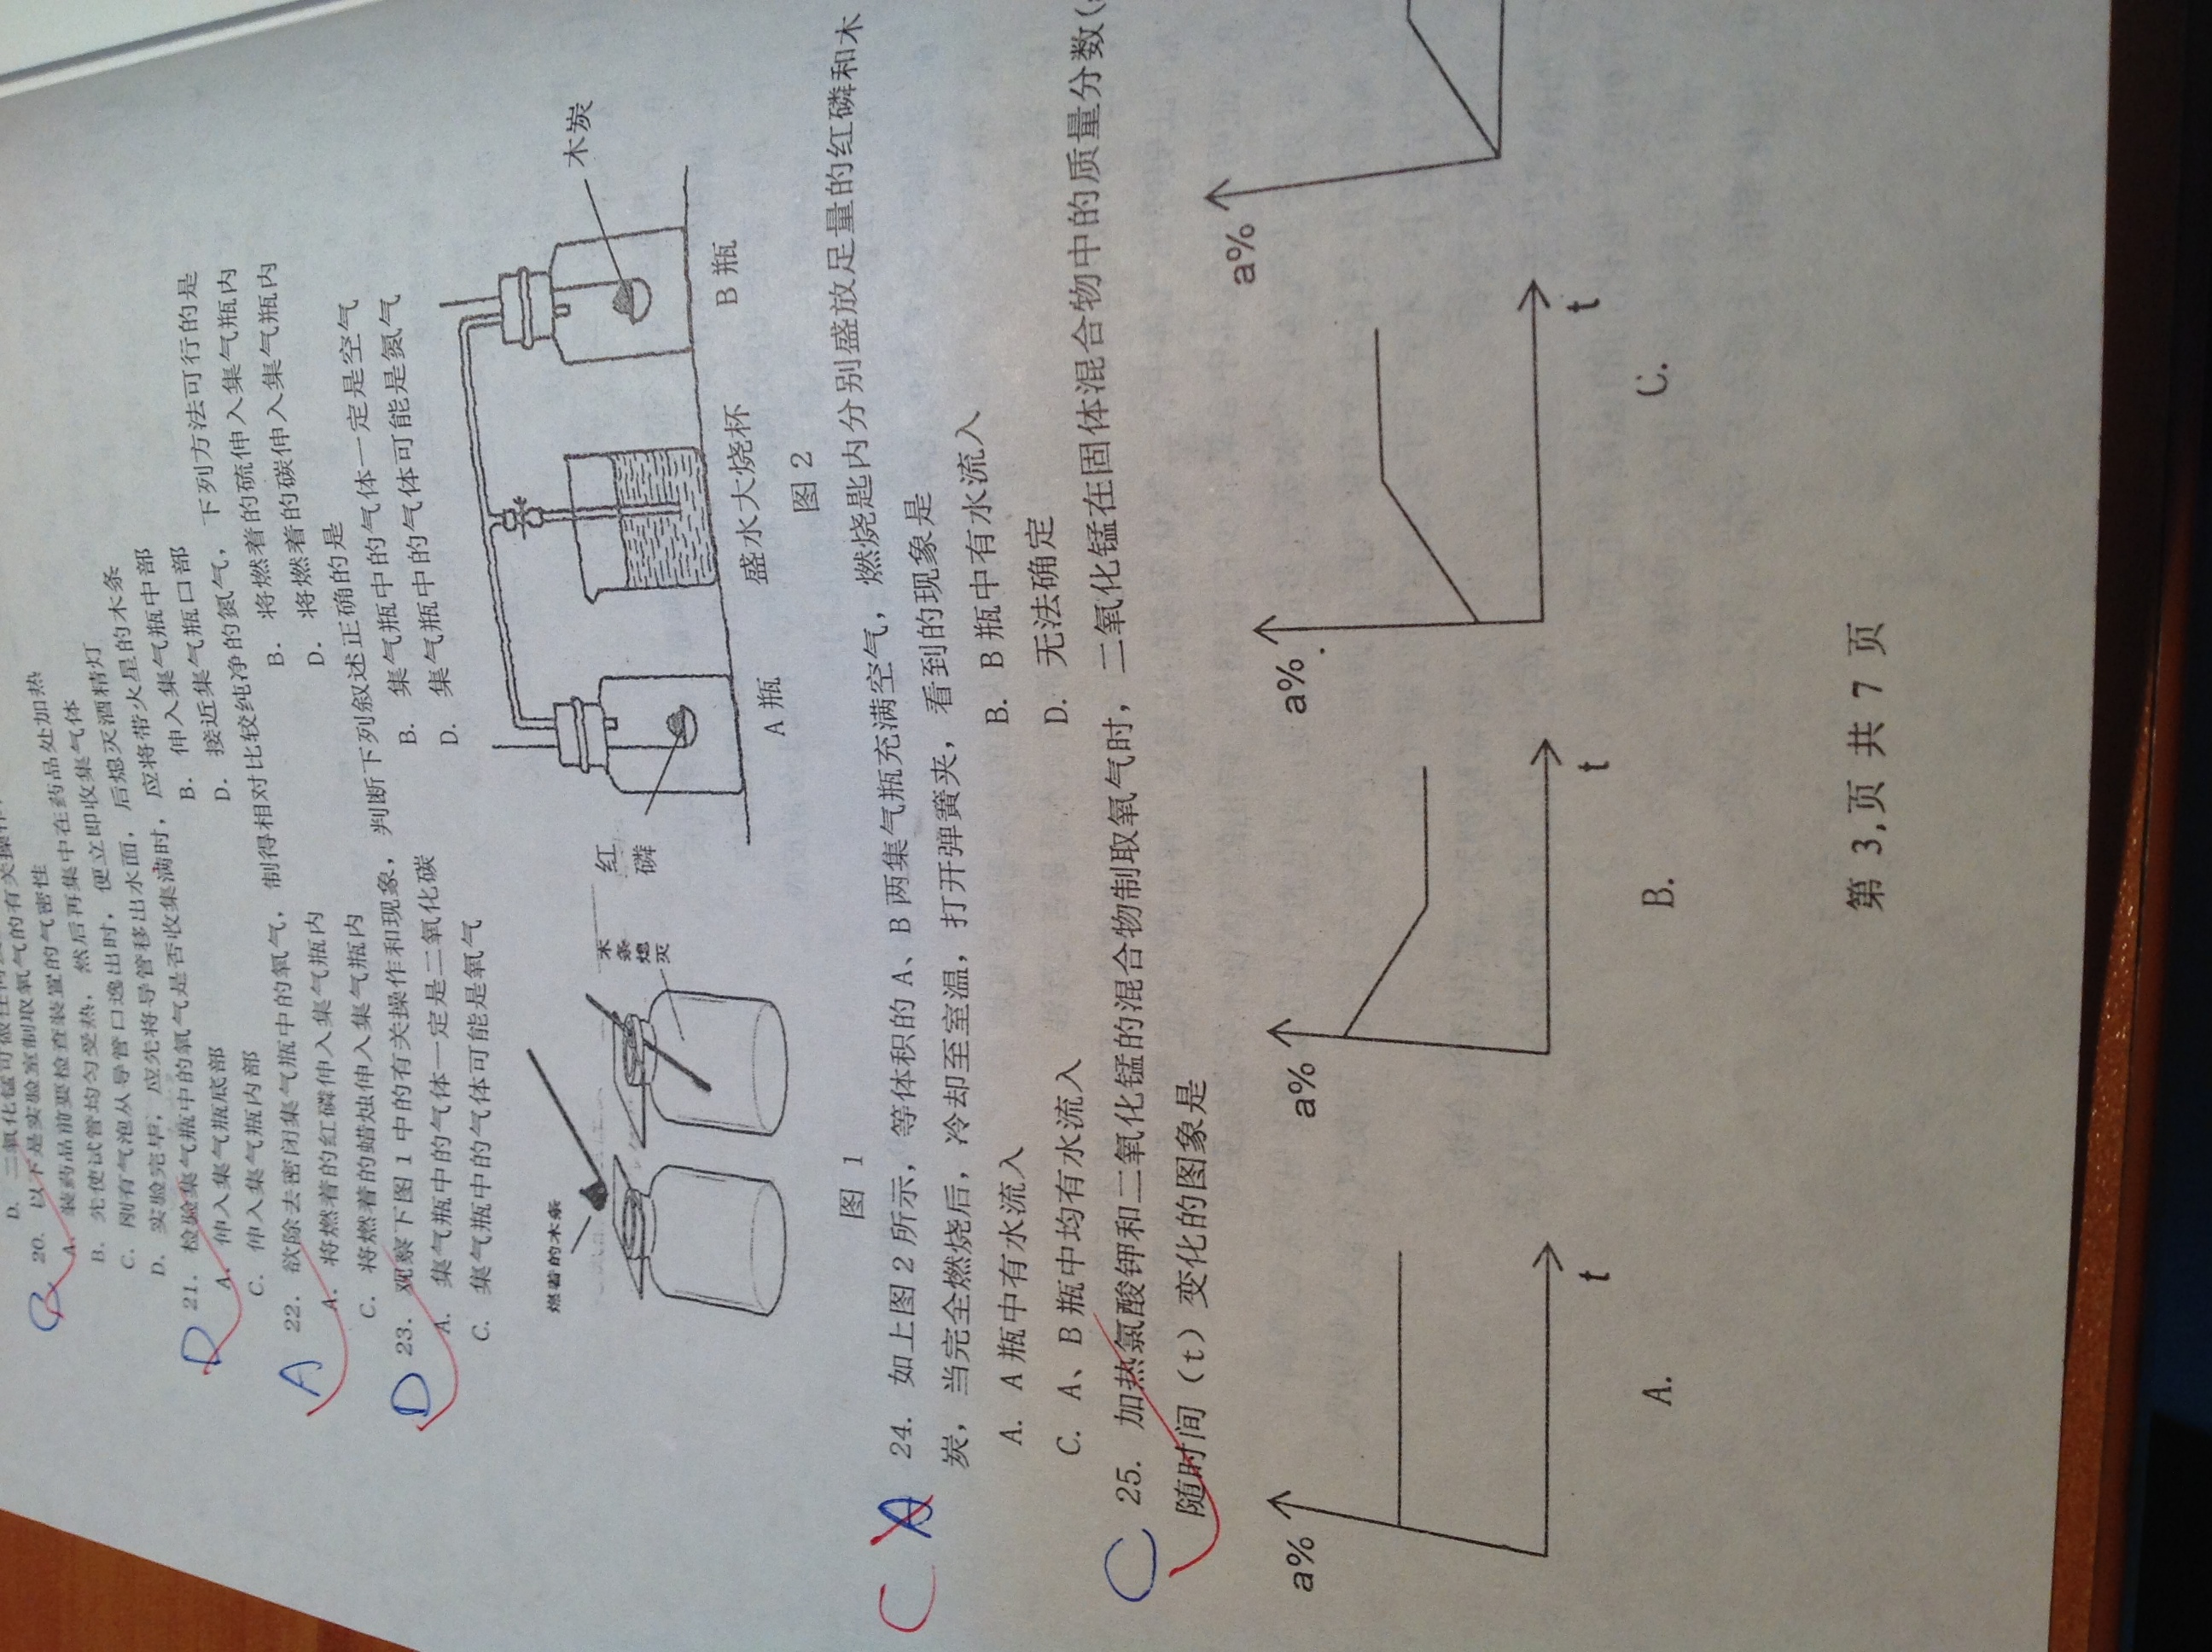 D. 二氧化锰可做任何
C 20. 以下是实验室制取氧气的有关操作
A. 装药品前要检查装置的气密性
B. 先使试管均匀受热，然后再集中在药品处加热
C. 刚有气泡从导管口逸出时，便立即收集气体
D. 实验完毕，应先将导管移出水面，后熄灭酒精灯
D 21. 检验集气瓶中的氧气是否收集满时，应将带火星的木条
A. 伸入集气瓶底部 B. 伸入集气瓶中部
C. 伸入集气瓶内部 D. 接近集气瓶口部
A 22. 欲除去密闭集气瓶中的氧气，制得相对比较纯净的氮气，下列方法可行的是
A. 将燃着的红磷伸入集气瓶内 B. 将燃着的硫伸入集气瓶内
C. 将燃着的蜡烛伸入集气瓶内 D. 将燃着的碳伸入集气瓶内
D 23. 观察下图 1 中的有关操作和现象，判断下列叙述正确的是
A. 集气瓶中的气体一定是二氧化碳 B. 集气瓶中的气体一定是空气
C. 集气瓶中的气体可能是氧气 D. 集气瓶中的气体可能是氮气
燃着的木条
木条熄灭
红磷
木炭
A 瓶
盛水大烧杯
B 瓶
图 1
图 2
C A 24. 如上图 2 所示，等体积的 A、B 两集气瓶充满空气，燃烧匙内分别盛放足量的红磷和木
炭，当完全燃烧后，冷却至室温，打开弹簧夹，看到的现象是
A. A 瓶中有水流入 B. B 瓶中有水流入
C. A、B 瓶中均有水流入 D. 无法确定
C 25. 加热氯酸钾和二氧化锰的混合物制取氧气时，二氧化锰在固体混合物中的质量分数(
随时间（t）变化的图象是
a% a% a% a%
t t t
A. B. C.
第 3 页 共 7 页